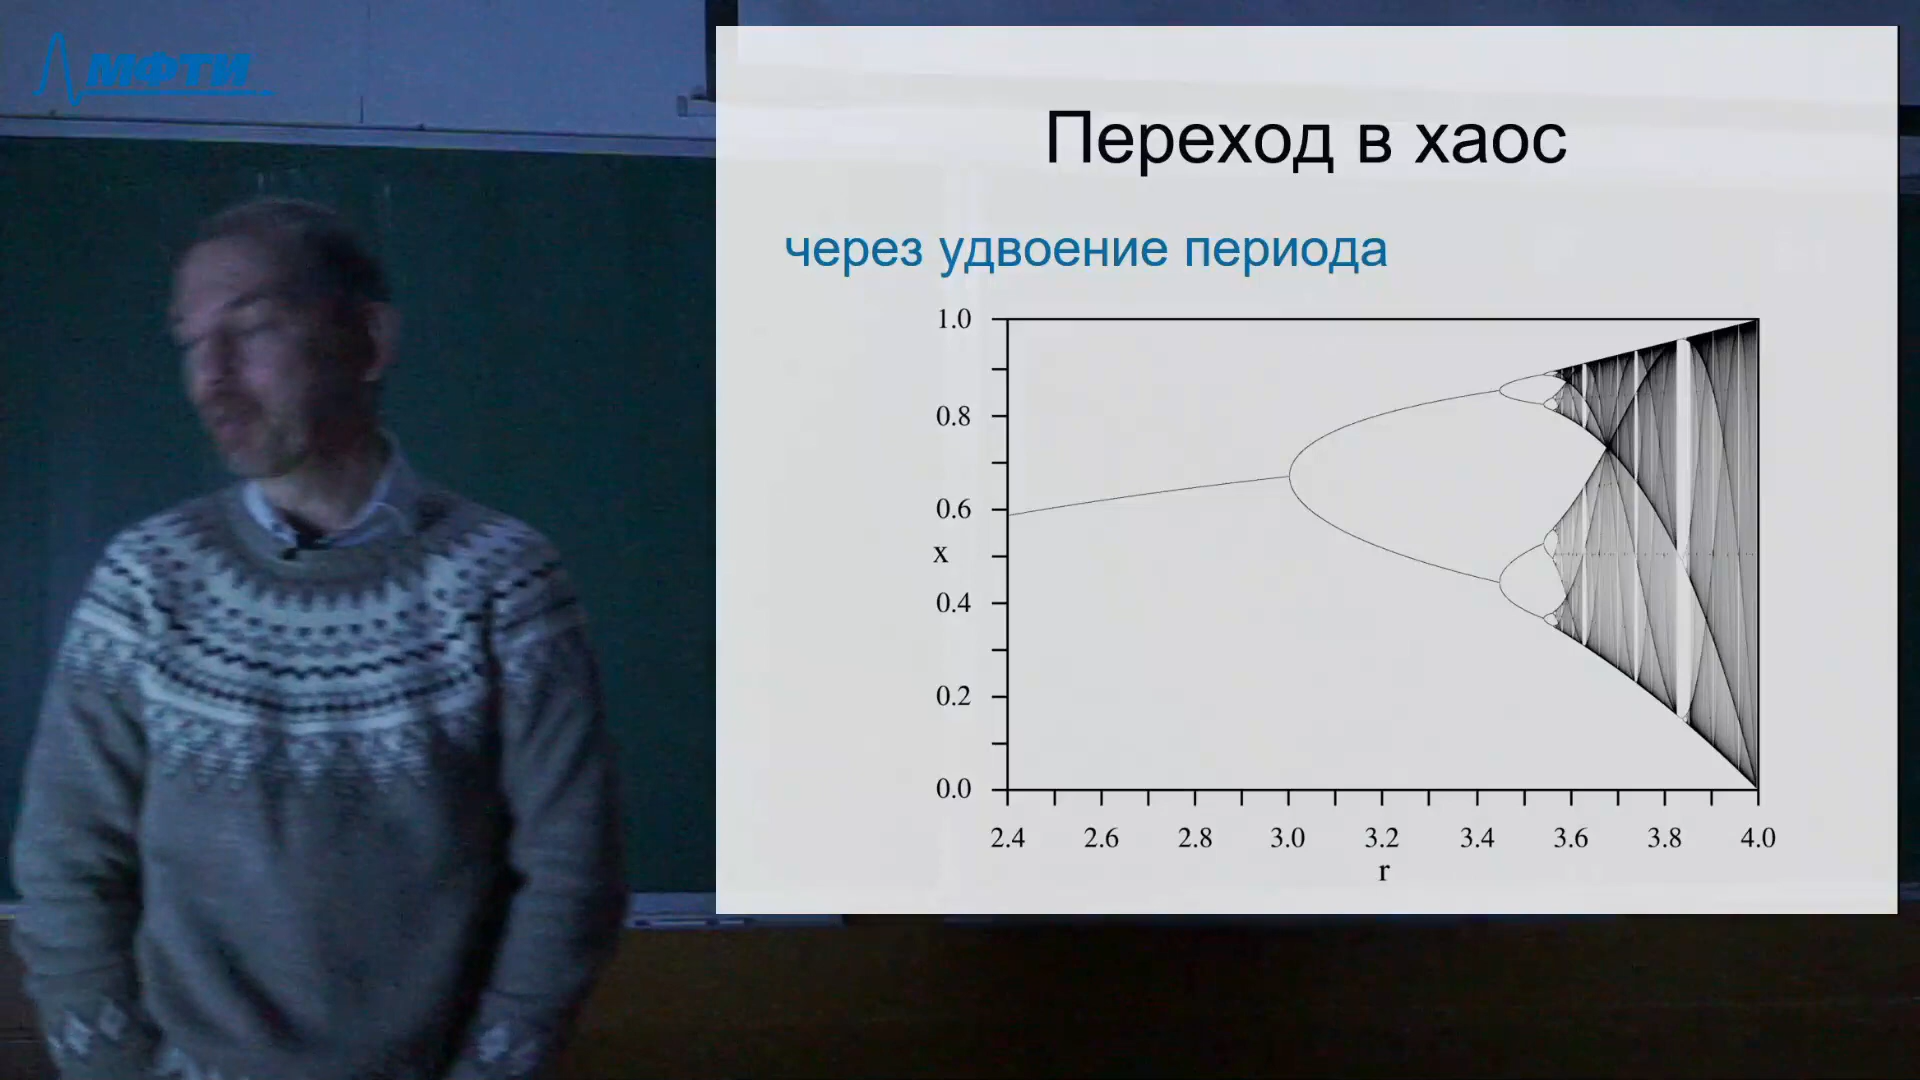 МФТИ
Переход в хаос
через удвоение периода
1.0
0.8
0.6
x
0.4
0.2
0.0
2.4 2.6 2.8 3.0 3.2 3.4 3.6 3.8 4.0
r